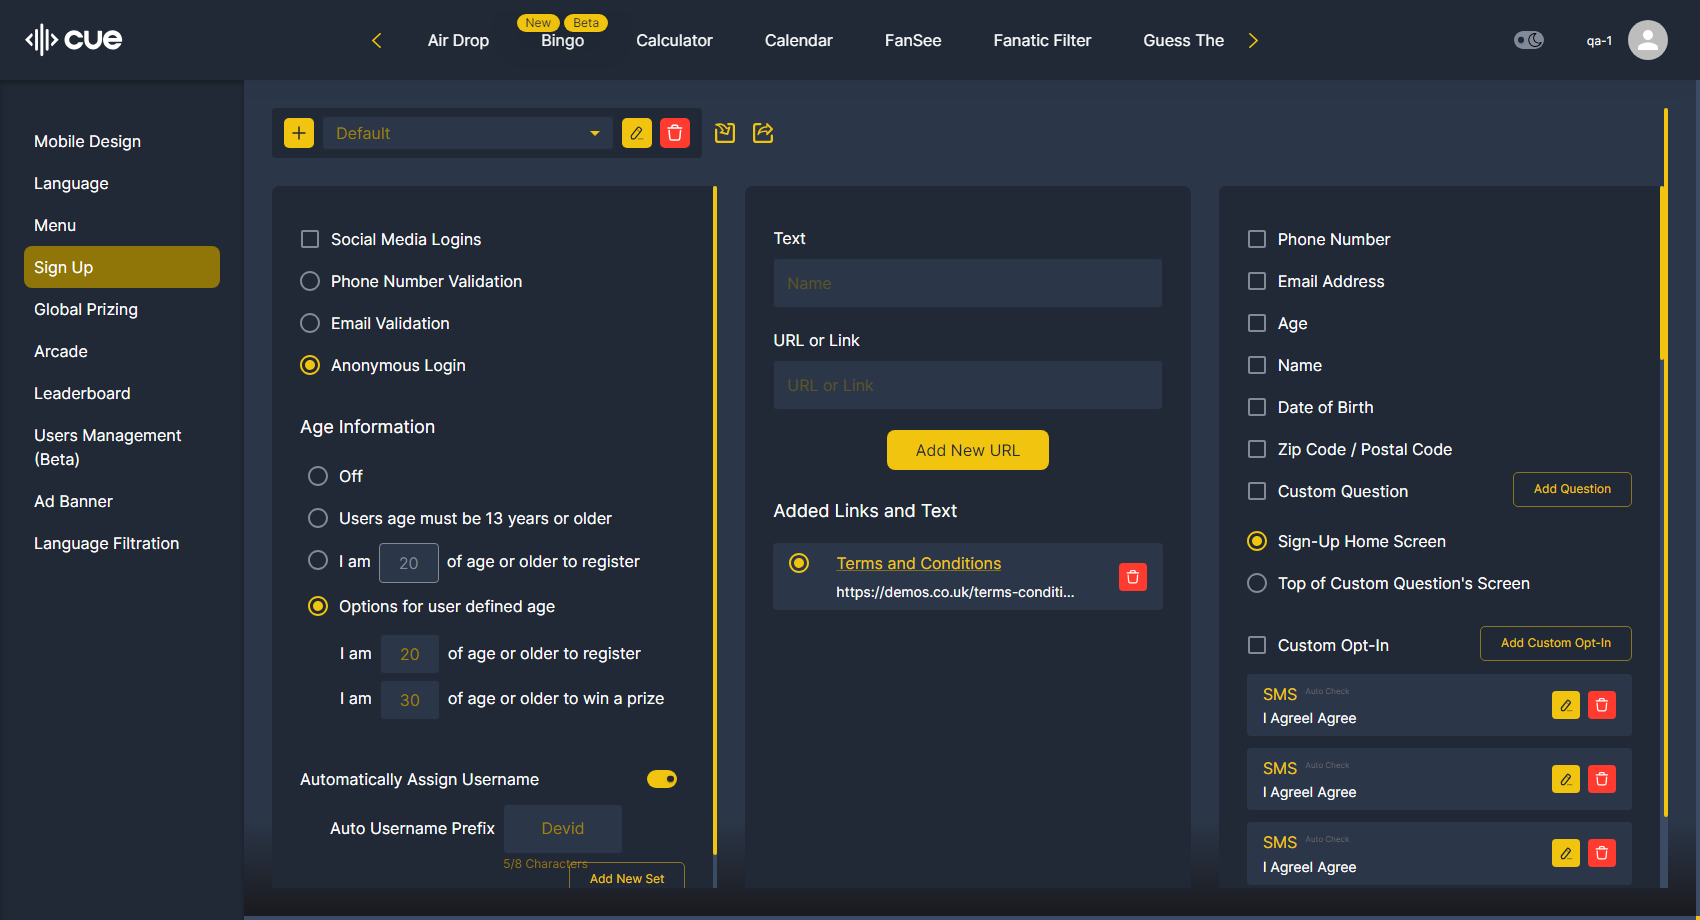 cue
Air Drop
New
Beta
Bingo
Calculator
Calendar
FanSee
Fanatic Filter
Guess The
qa-1
Mobile Design
Language
Menu
Sign Up
Global Prizing
Arcade
Leaderboard
Users Management
(Beta)
Ad Banner
Language Filtration
Default
Social Media Logins
Phone Number Validation
Email Validation
Anonymous Login
Age Information
Off
Users age must be 13 years or older
I am 20 of age or older to register
Options for user defined age
I am 20 of age or older to register
I am 30 of age or older to win a prize
Automatically Assign Username
Auto Username Prefix Devid
5/8 Characters
Add New Set
Text
Name
URL or Link
URL or Link
Add New URL
Added Links and Text
Terms and Conditions
https://demos.co.uk/terms-conditi...
Phone Number
Email Address
Age
Name
Date of Birth
Zip Code / Postal Code
Custom Question
Add Question
Sign-Up Home Screen
Top of Custom Question's Screen
Custom Opt-In
Add Custom Opt-In
SMS Auto Check
I AgreeI Agree
SMS Auto Check
I AgreeI Agree
SMS Auto Check
I AgreeI Agree